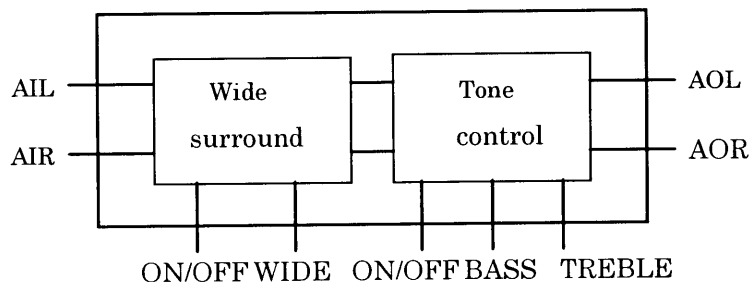 AIL
AIR
Wide
surround
Tone
control
AOL
AOR
ON/OFF WIDE ON/OFF BASS TREBLE